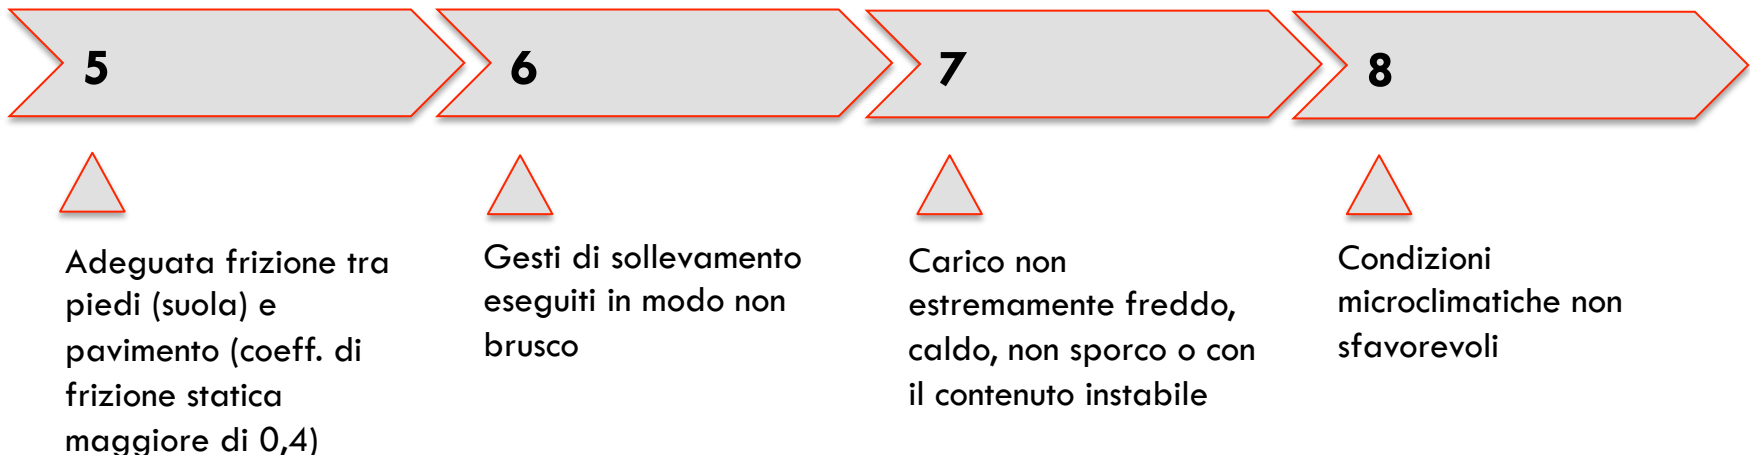 5
Adeguata frizione tra
piedi (suola) e
pavimento (coeff. di
frizione statica
maggiore di 0,4)
6
Gesti di sollevamento
eseguiti in modo non
brusco
7
Carico non
estremamente freddo,
caldo, non sporco o con
il contenuto instabile
8
Condizioni
microclimatiche non
sfavorevoli